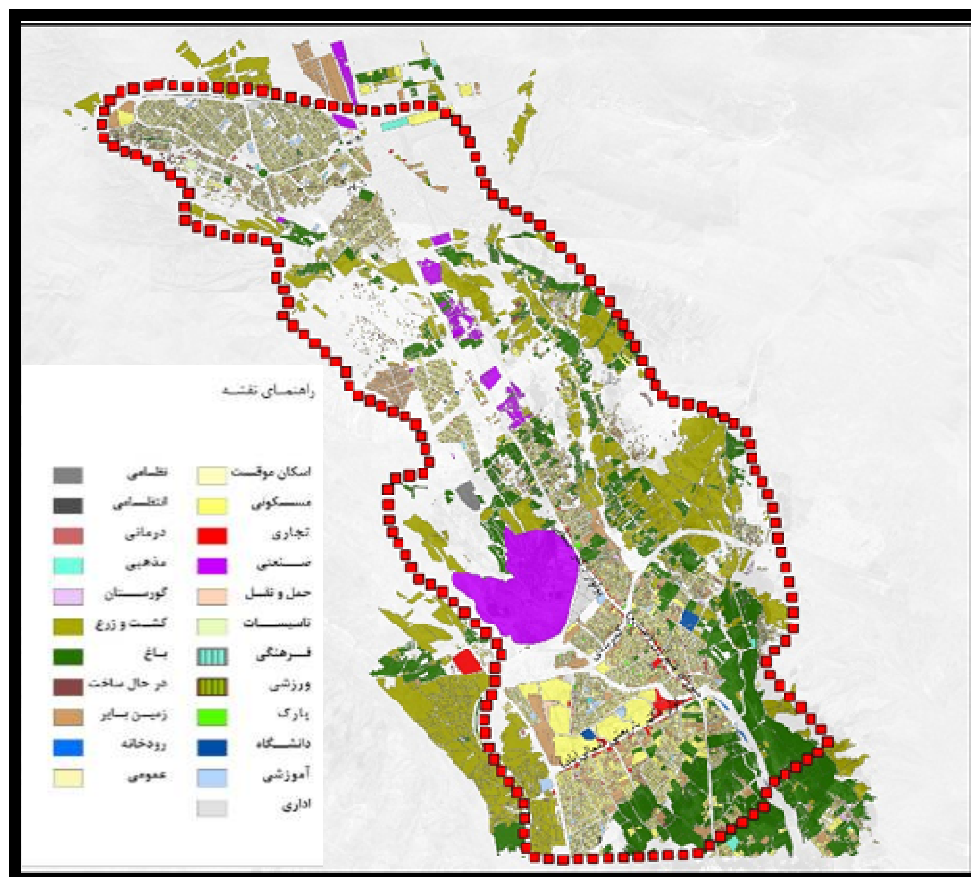 راهنمای نقشه
اسکان موقت نظامی
مسکونی انتظامی
تجاری درمانی
صنعتی مذهبی
حمل و نقل گورستان
تاسیسات کشت و زرع
فرهنگی باغ
ورزشی در حال ساخت
پارک زمین بایر
دانشگاه رودخانه
آموزشی عمومی
اداری